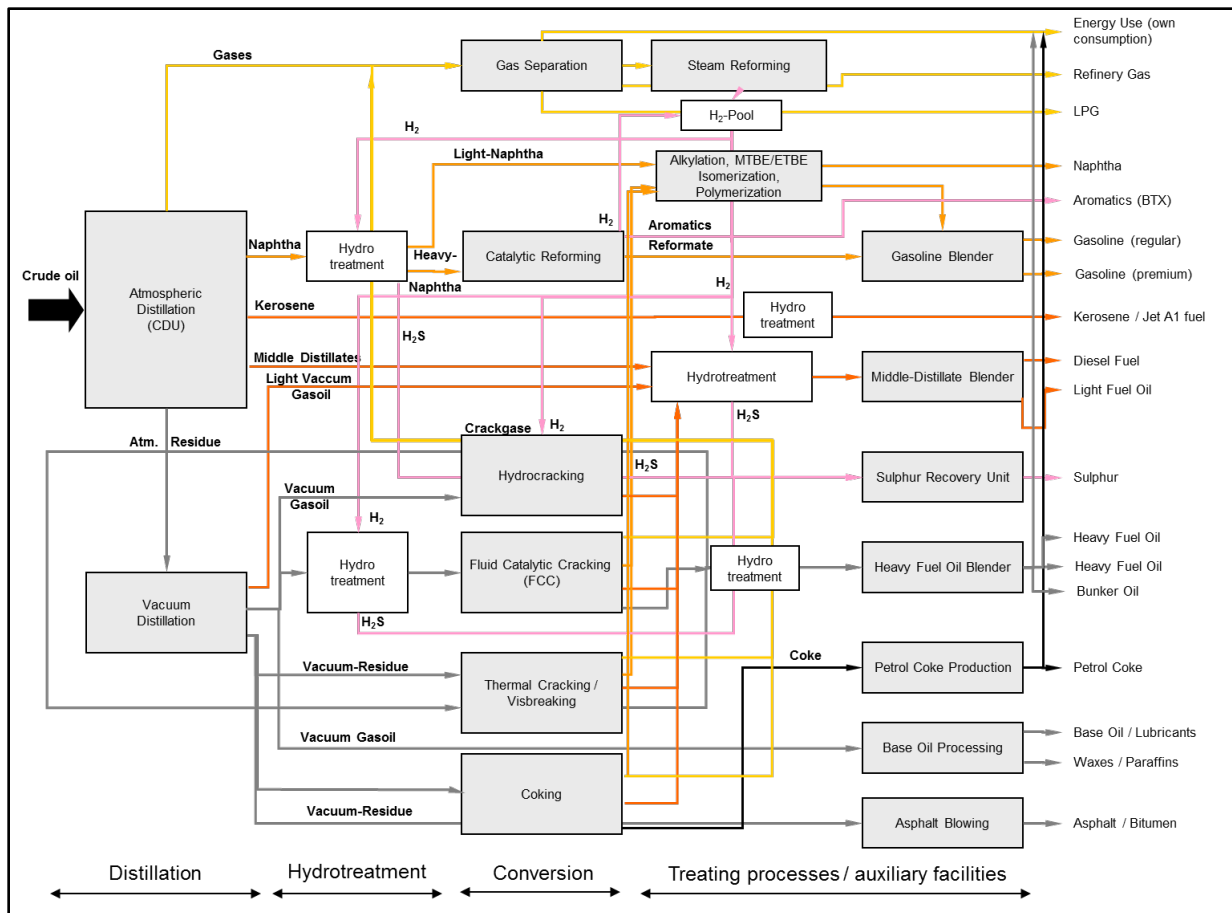 Energy Use (own
consumption)
Gases
Gas Separation
Steam Reforming
Refinery Gas
H2-Pool
LPG
H2
Light-Naphtha
Alkylation, MTBE/ETBE
Isomerization,
Polymerization
Naphtha
Aromatics (BTX)
H2
Aromatics
Naphtha
Hydro
treatment
Heavy-
Catalytic Reforming
Reformate
Gasoline Blender
Gasoline (regular)
Gasoline (premium)
Crude oil
Atmospheric
Distillation
(CDU)
Naphtha
H2
Kerosene
Hydro
treatment
Kerosene / Jet A1 fuel
H2S
Middle Distillates
Hydrotreatment
Middle-Distillate Blender
Diesel Fuel
Light Vaccum
Gasoil
Light Fuel Oil
H2S
Atm. Residue
Crackgase
H2
Hydrocracking
H2S
Sulphur Recovery Unit
Sulphur
Vacuum
Gasoil
H2
Hydro
treatment
Fluid Catalytic Cracking
(FCC)
Hydro
treatment
Heavy Fuel Oil Blender
Heavy Fuel Oil
Heavy Fuel Oil
Bunker Oil
Vacuum
Distillation
H2S
Vacuum-Residue
Thermal Cracking /
Visbreaking
Coke
Petrol Coke Production
Petrol Coke
Vacuum Gasoil
Base Oil Processing
Base Oil / Lubricants
Waxes / Paraffins
Coking
Vacuum-Residue
Asphalt Blowing
Asphalt / Bitumen
Distillation
Hydrotreatment
Conversion
Treating processes / auxiliary facilities